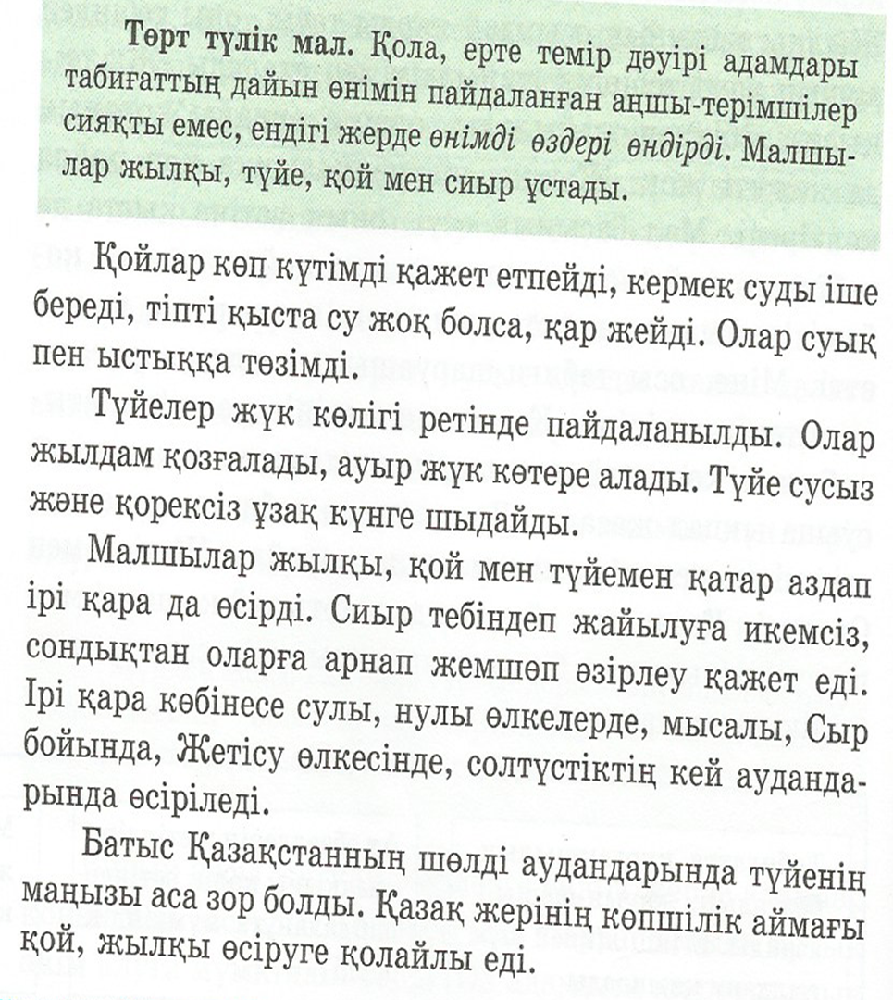 Төрт түлік мал. Қола, ерте темір дәуірі адамдары
табиғаттың дайын өнімін пайдаланған аңшы-терімшілер
сияқты емес, ендігі жерде өнімді өздері өндірді. Малшы-
лар жылқы, түйе, қой мен сиыр ұстады.
Қойлар көп күтімді қажет етпейді, кермек суды іше
береді, тіпті қыста су жоқ болса, қар жейді. Олар суық
пен ыстыққа төзімді.
Түйелер жүк көлігі ретінде пайдаланылды. Олар
жылдам қозғалады, ауыр жүк көтере алады. Түйе сусыз
және қорексіз ұзақ күнге шыдайды.
Малшылар жылқы, қой мен түйемен қатар аздап
ірі қара да өсірді. Сиыр тебіндеп жайылуға икемсіз,
сондықтан оларға арнап жемшөп әзірлеу қажет еді.
Ірі қара көбінесе сулы, нулы өлкелерде, мысалы, Сыр
бойында, Жетісу өлкесінде, солтүстіктің кей ауданда-
рында өсіріледі.
Батыс Қазақстанның шөлді аудандарында түйенің
маңызы аса зор болды. Қазақ жерінің көпшілік аймағы
қой, жылқы өсіруге қолайлы еді.